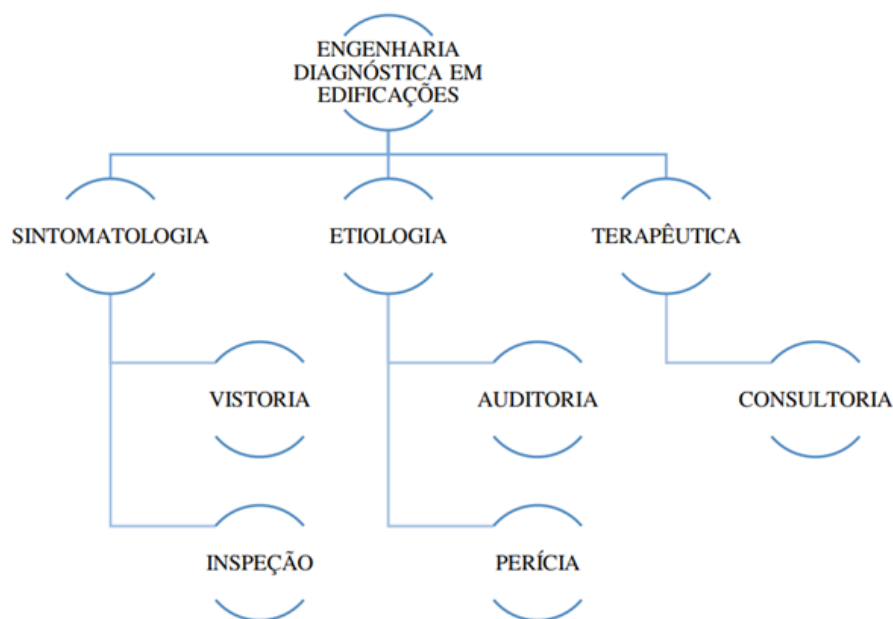 ENGENHARIA
DIAGNÓSTICA EM
EDIFICAÇÕES
SINTOMATOLOGIA
ETIOLOGIA
TERAPÊUTICA
VISTORIA
AUDITORIA
CONSULTORIA
INSPEÇÃO
PERÍCIA